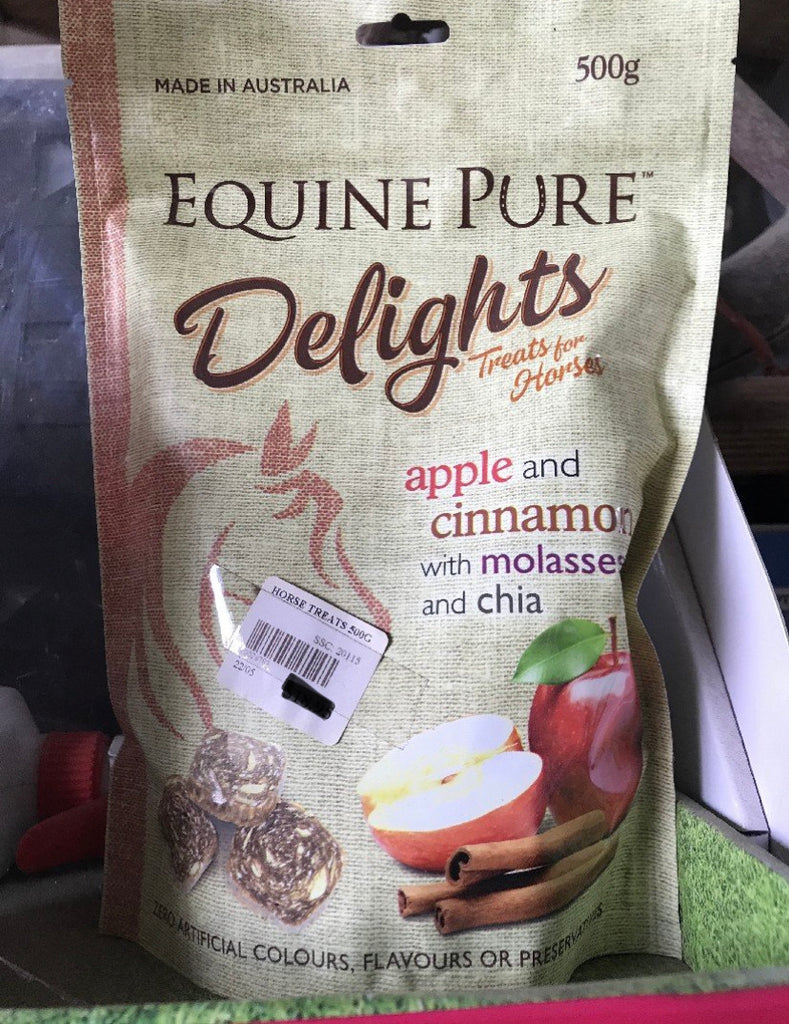 MADE IN AUSTRALIA
500g
EQUINE PURE™
Delights
Treats for
Horses
apple and
cinnamon
with molasses
and chia
HORSE TREATS 500G
SSC: 20115
22/05
ZERO ARTIFICIAL COLOURS, FLAVOURS OR PRESERVATIVES